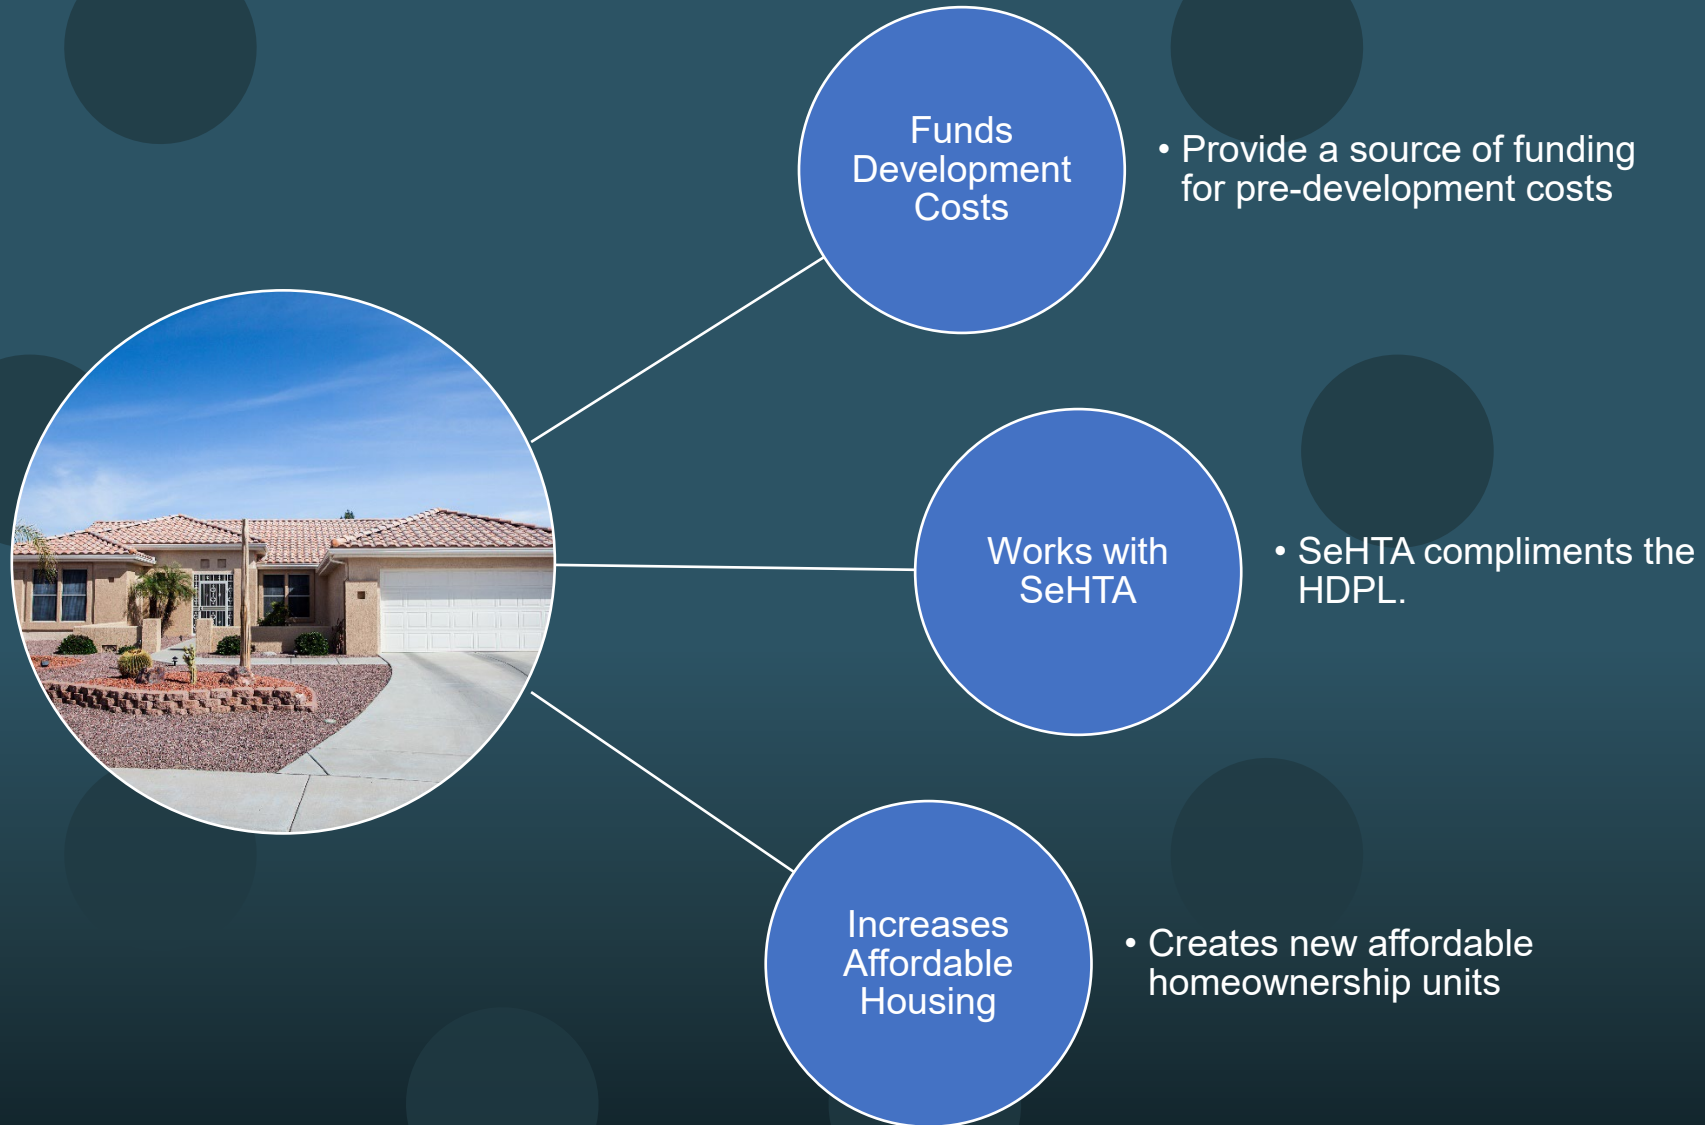 Funds
Development
Costs
• Provide a source of funding
for pre-development costs
Works with
SeHTA
• SeHTA compliments the
HDPL.
Increases
Affordable
Housing
• Creates new affordable
homeownership units